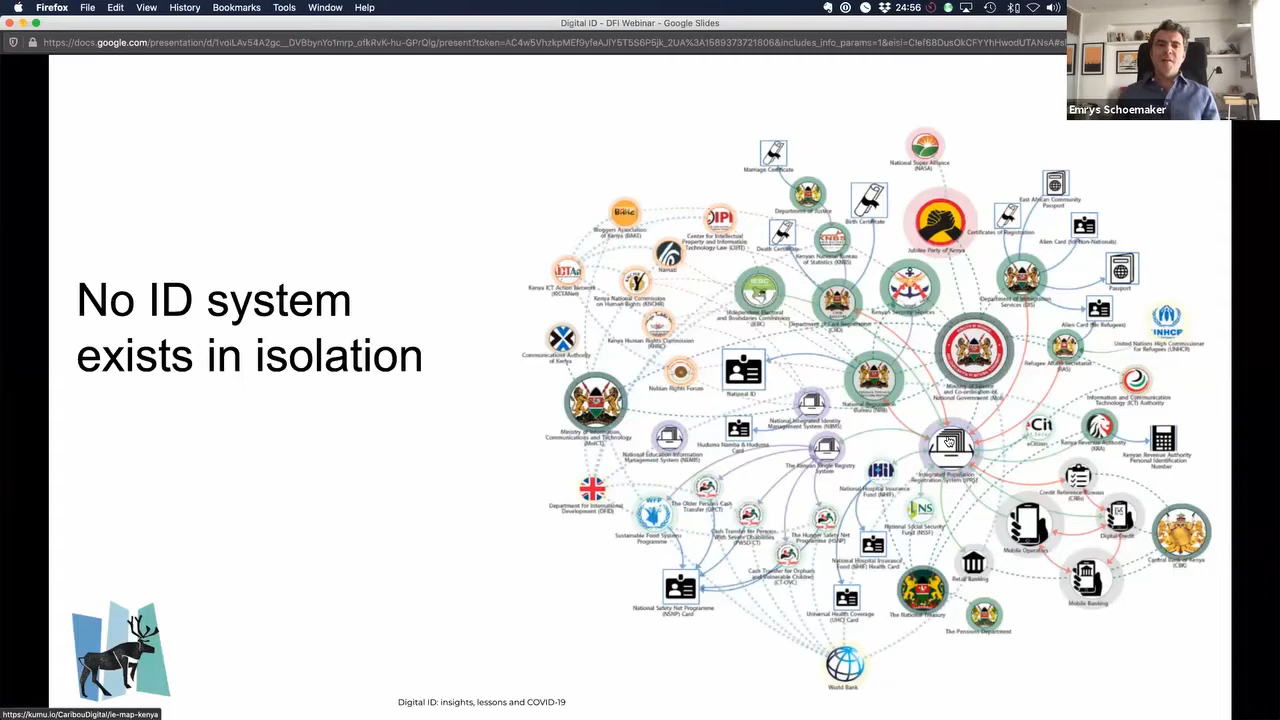 Firefox File Edit View History Bookmarks Tools Window Help
24:56
Digital ID - DFI Webinar - Google Slides
Emrys Schoemaker
No ID system
exists in isolation
Marriage Certificate
National Super Alliance
(NASA)
East African Community
Passport
Department of Justice
Birth Certificate
Certificates of Registration
Alien Card (for Non-Nationals)
Bloggers Association
of Kenya (BAKE)
Center for Intellectual
Property and Information
Technology Law (CIPIT)
Death Certificate
Kenyan National Bureau
of Statistics (KNBS)
Jubilee Party of Kenya
Namati
Passport
Kenya ICT Action Network
(KICTANet)
Kenya National Commission
on Human Rights (KNCHR)
Independent Electoral
and Boundaries Commission
(IEBC)
Department of Civil Registration
(CRD)
Kenyan Security Services
Department of Immigration
Services (DIS)
Alien Card (for Refugees)
Kenya Human Rights Commission
(KHRC)
UNHCR
United Nations High Commissioner
for Refugees (UNHCR)
Communications Authority
of Kenya
Nubian Rights Forum
National ID
National Registration
Bureau (NRB)
Ministry of Interior
and Co-ordination of
National Government (MoI)
Refugee Affairs Secretariat
(RAS)
Information and Communication
Technology (ICT) Authority
Ministry of Information,
Communications and Technology
(MoICT)
National Education Information
Management System (NEMIS)
Huduma Namba & Huduma
Card
National Integrated Identity
Management System (NIIMS)
The Kenyan Single Registry
System
Integrated Population
Registration System (IPRS)
eCitizen
Kenya Revenue Authority
(KRA)
Kenyan Revenue Authority
Personal Identification
Number
Department for International
Development (DFID)
WFP
Sustainable Food Systems
Programme
The Older Persons Cash
Transfer (OPCT)
Cash Transfer for Persons
With Severe Disabilities
(PWSD-CT)
The Hunger Safety Net
Programme (HSNP)
National Hospital Insurance
Fund (NHIF)
National Social Security
Fund (NSSF)
Credit Reference Bureaus
(CRBs)
Mobile Operators
Digital Credit
Central Bank of Kenya
(CBK)
Cash Transfer for Orphans
and Vulnerable Children
(CT-OVC)
National Hospital Insurance
Fund (NHIF) Health Card
Retail Banking
Mobile Banking
National Safety Net Programme
(NSNP) Card
Universal Health Coverage
(UHC) Card
The National Treasury
The Pensions Department
World Bank
Digital ID: insights, lessons and COVID-19
https://kumu.io/CaribouDigital/ie-map-kenya